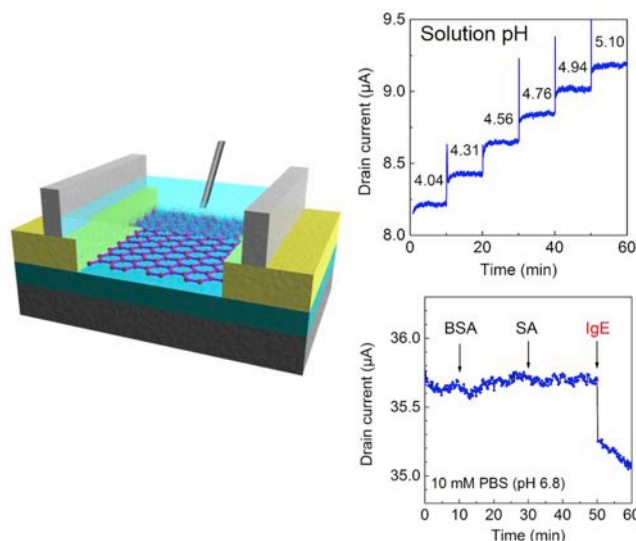 Solution pH
9.5
9.0
8.5
8.0
Drain current (μA)
4.04
4.31
4.56
4.76
4.94
5.10
0 10 20 30 40 50 60
Time (min)
36.0
35.5
35.0
Drain current (μA)
BSA SA IgE
10 mM PBS (pH 6.8)
0 10 20 30 40 50 60
Time (min)